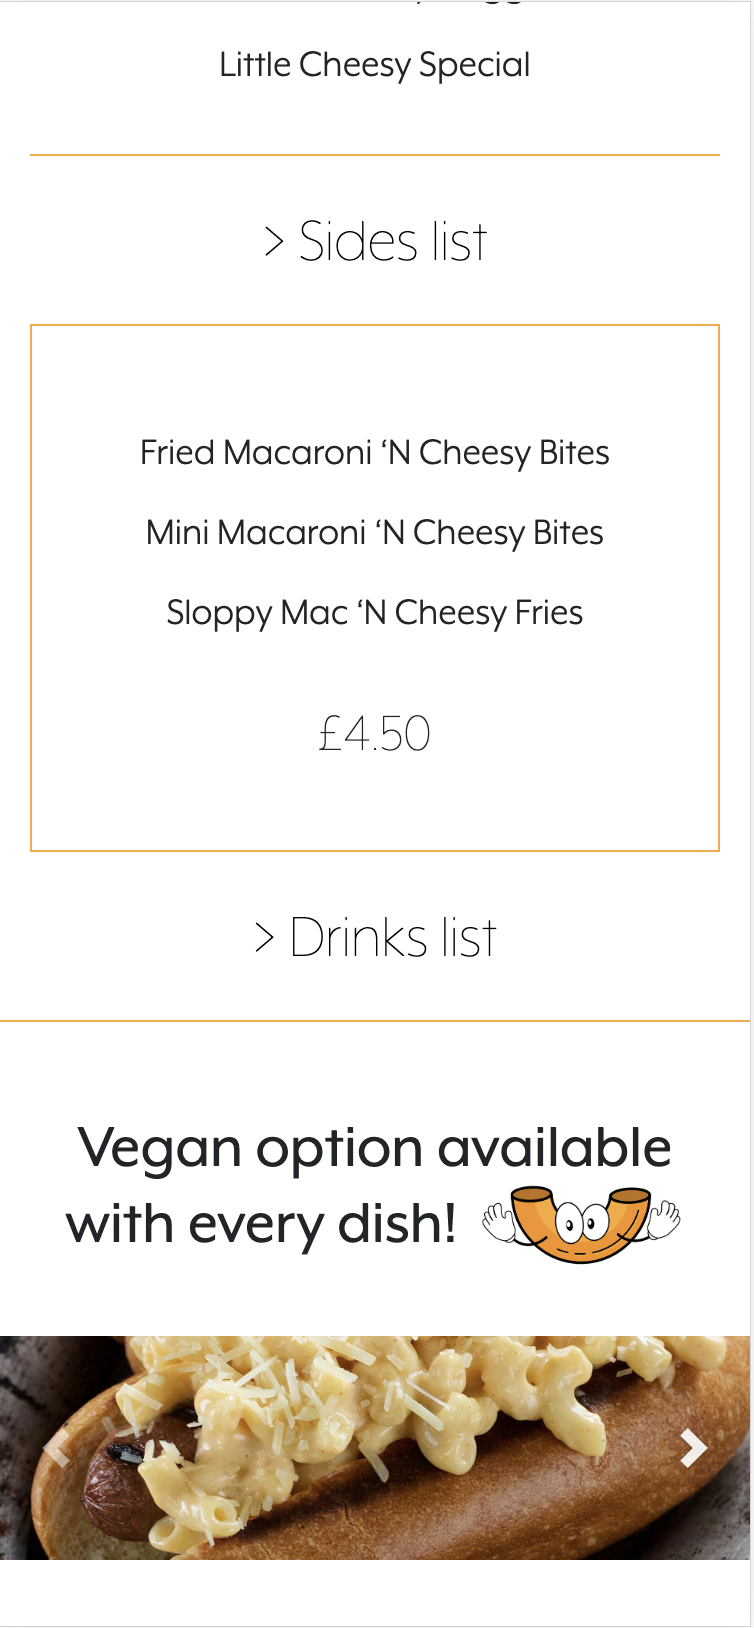 Little Cheesy Special
> Sides list
Fried Macaroni ‘N Cheesy Bites
Mini Macaroni ‘N Cheesy Bites
Sloppy Mac ‘N Cheesy Fries
£4.50
> Drinks list
Vegan option available
with every dish!